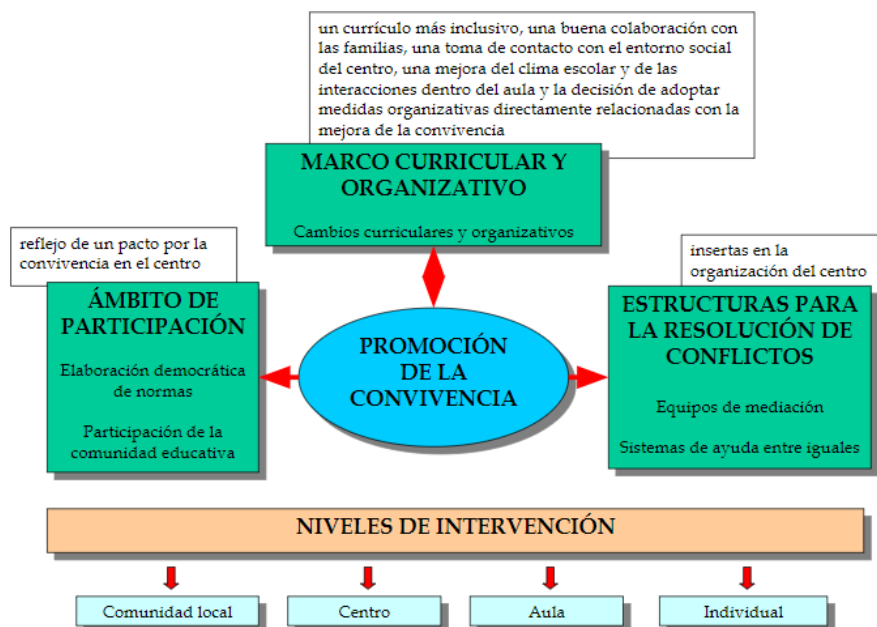 un currículo más inclusivo, una buena colaboración con
las familias, una toma de contacto con el entorno social
del centro, una mejora del clima escolar y de las
interacciones dentro del aula y la decisión de adoptar
medidas organizativas directamente relacionadas con la
mejora de la convivencia
MARCO CURRICULAR Y
ORGANIZATIVO
Cambios curriculares y organizativos
reflejo de un pacto por la
convivencia en el centro
ÁMBITO DE
PARTICIPACIÓN
Elaboración democrática
de normas
Participación de la
comunidad educativa
PROMOCIÓN
DE LA
CONVIVENCIA
insertas en la
organización del centro
ESTRUCTURAS PARA
LA RESOLUCIÓN DE
CONFLICTOS
Equipos de mediación
Sistemas de ayuda entre iguales
NIVELES DE INTERVENCIÓN
Comunidad local
Centro
Aula
Individual